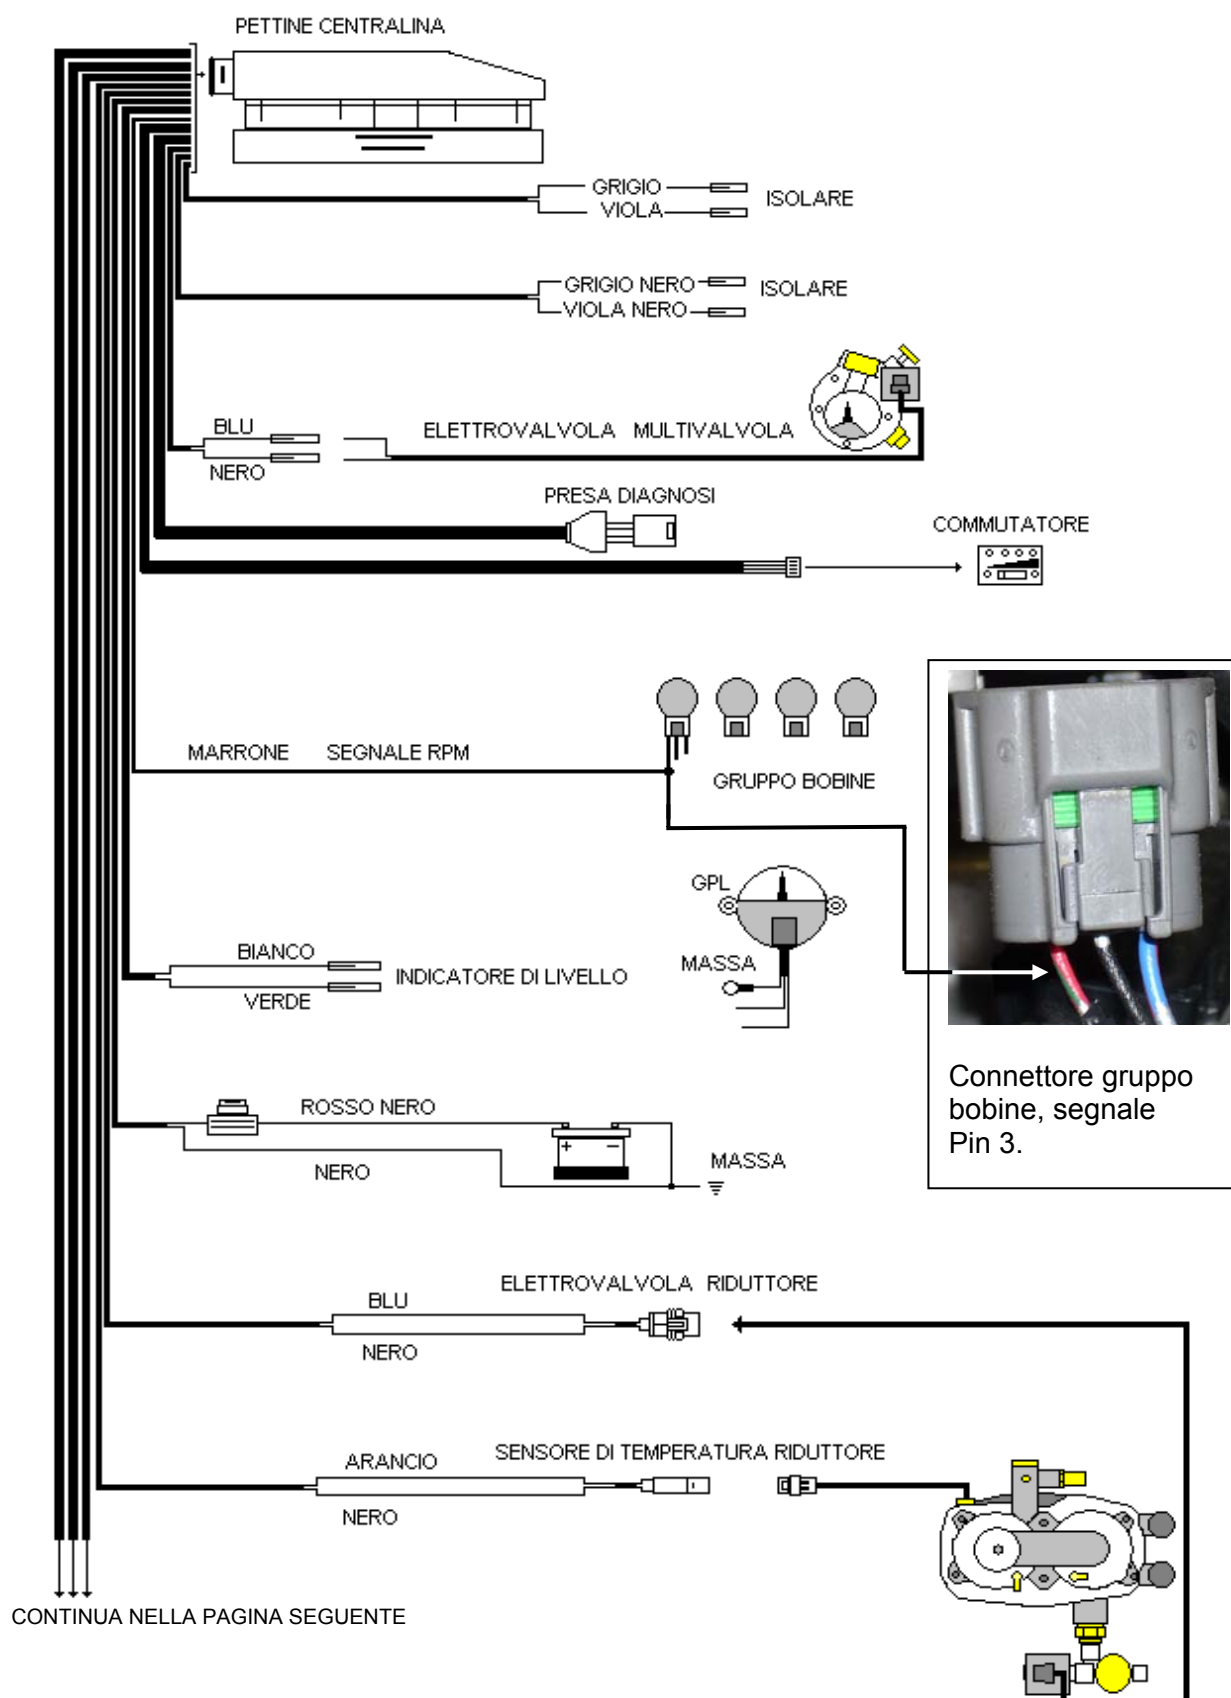 PETTINE CENTRALINA
GRIGIO
VIOLA
ISOLARE
GRIGIO NERO
VIOLA NERO
ISOLARE
BLU
NERO
ELETTROVALVOLA MULTIVALVOLA
PRESA DIAGNOSI
COMMUTATORE
MARRONE SEGNALE RPM
GRUPPO BOBINE
GPL
MASSA
BIANCO
VERDE
INDICATORE DI LIVELLO
Connettore gruppo
bobine, segnale
Pin 3.
ROSSO NERO
NERO
+ −
MASSA
ELETTROVALVOLA RIDUTTORE
BLU
NERO
SENSORE DI TEMPERATURA RIDUTTORE
ARANCIO
NERO
CONTINUA NELLA PAGINA SEGUENTE